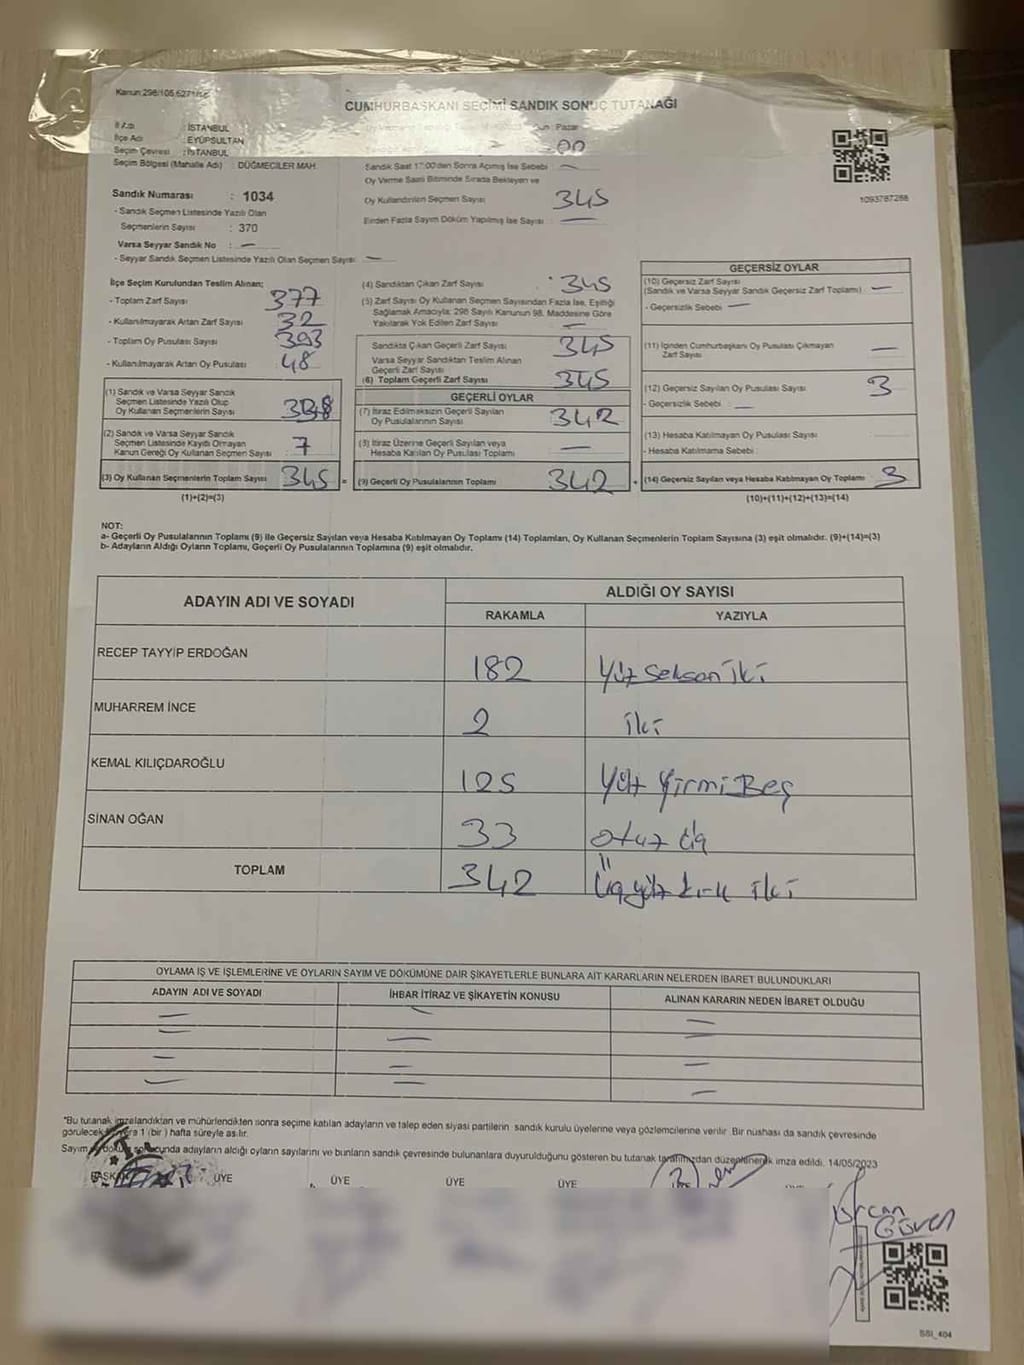 Kanun:298/105,6271/
CUMHURBAŞKANI SEÇİMİ SANDIK SONUÇ TUTANAĞI
İl Adı : İSTANBUL
İlçe Adı : EYÜPSULTAN
Seçim Çevresi : İSTANBUL
Seçim Bölgesi (Mahalle Adı) : DÜĞMECİLER MAH.
Pazar
00
Sandık Saat 17:00'den Sonra Açılmış İse Sebebi —
Oy Verme Saati Bitiminde Sırada Bekleyen ve
Oy Kullandırılan Seçmen Sayısı 345
Birden Fazla Sayım Döküm Yapılmış İse Sayısı —
1093787288
Sandık Numarası : 1034
- Sandık Seçmen Listesinde Yazılı Olan
Seçmenlerin Sayısı : 370
Varsa Seyyar Sandık No : —
- Seyyar Sandık Seçmen Listesinde Yazılı Olan Seçmen Sayısı —
İlçe Seçim Kurulundan Teslim Alınan;
- Toplam Zarf Sayısı 377
- Kullanılmayarak Artan Zarf Sayısı 32
- Toplam Oy Pusulası Sayısı 393
- Kullanılmayarak Artan Oy Pusulası 48
(1) Sandık ve Varsa Seyyar Sandık
Seçmen Listesinde Yazılı Olup
Oy Kullanan Seçmenlerin Sayısı
(2) Sandık ve Varsa Seyyar Sandık
Seçmen Listesinde Kaydı Olmayan
Kanun Gereği Oy Kullanan Seçmen Sayısı 7
(3) Oy Kullanan Seçmenlerin Toplam Sayısı 345 =
(1)+(2)=(3)
(4) Sandıktan Çıkan Zarf Sayısı 345
(5) Zarf Sayısı Oy Kullanan Seçmen Sayısından Fazla İse, Eşitliği
Sağlamak Amacıyla; 298 Sayılı Kanunun 98. Maddesine Göre
Yakılarak Yok Edilen Zarf Sayısı —
Sandıkta Çıkan Geçerli Zarf Sayısı 345
Varsa Seyyar Sandıktan Teslim Alınan
Geçerli Zarf Sayısı
(6) Toplam Geçerli Zarf Sayısı 345
GEÇERLİ OYLAR
(7) İtiraz Edilmeksizin Geçerli Sayılan
Oy Pusulalarının Sayısı 342
(8) İtiraz Üzerine Geçerli Sayılan veya
Hesaba Katılan Oy Pusulası Toplamı —
(9) Geçerli Oy Pusulalarının Toplamı 342 +
GEÇERSİZ OYLAR
(10) Geçersiz Zarf Sayısı
(Sandık ve Varsa Seyyar Sandık Geçersiz Zarf Toplamı) —
- Geçersizlik Sebebi —
(11) İçinden Cumhurbaşkanı Oy Pusulası Çıkmayan
Zarf Sayısı —
(12) Geçersiz Sayılan Oy Pusulası Sayısı 3
- Geçersizlik Sebebi —
(13) Hesaba Katılmayan Oy Pusulası Sayısı
- Hesaba Katılmama Sebebi
(14) Geçersiz Sayılan veya Hesaba Katılmayan Oy Toplamı 3
(10)+(11)+(12)+(13)=(14)
NOT:
a- Geçerli Oy Pusulalarının Toplamı (9) ile Geçersiz Sayılan veya Hesaba Katılmayan Oy Toplamı (14) Toplamları, Oy Kullanan Seçmenlerin Toplam Sayısına (3) eşit olmalıdır. (9)+(14)=(3)
b- Adayların Aldığı Oyların Toplamı, Geçerli Oy Pusulalarının Toplamına (9) eşit olmalıdır.
ADAYIN ADI VE SOYADI
ALDIĞI OY SAYISI
RAKAMLA YAZIYLA
RECEP TAYYİP ERDOĞAN 182 Yüz seksen iki
MUHARREM İNCE 2 iki
KEMAL KILIÇDAROĞLU 125 Yüz Yirmi Beş
SİNAN OĞAN 33 otuz üç
TOPLAM 342 Üçyüz kırk iki
OYLAMA İŞ VE İŞLEMLERİNE VE OYLARIN SAYIM VE DÖKÜMÜNE DAİR ŞİKAYETLERLE BUNLARA AİT KARARLARIN NELERDEN İBARET BULUNDUKLARI
ADAYIN ADI VE SOYADI İHBAR İTİRAZ VE ŞİKAYETİN KONUSU ALINAN KARARIN NEDEN İBARET OLDUĞU
*Bu tutanak imzalandıktan ve mühürlendikten sonra seçime katılan adayların ve talep eden siyasi partilerin sandık kurulu üyelerine veya gözlemcilerine verilir. Bir nüshası da sandık çevresinde
görülecek 1 (bir) hafta süreyle asılır.
Sayım adayların aldığı oyların sayılarını ve bunların sandık çevresinde bulunanlara duyurulduğunu gösteren bu tutanak tarafımızdan düzenlenerek imza edildi. 14/05/2023
ÜYE ÜYE ÜYE ÜYE
Güven
SSI_404